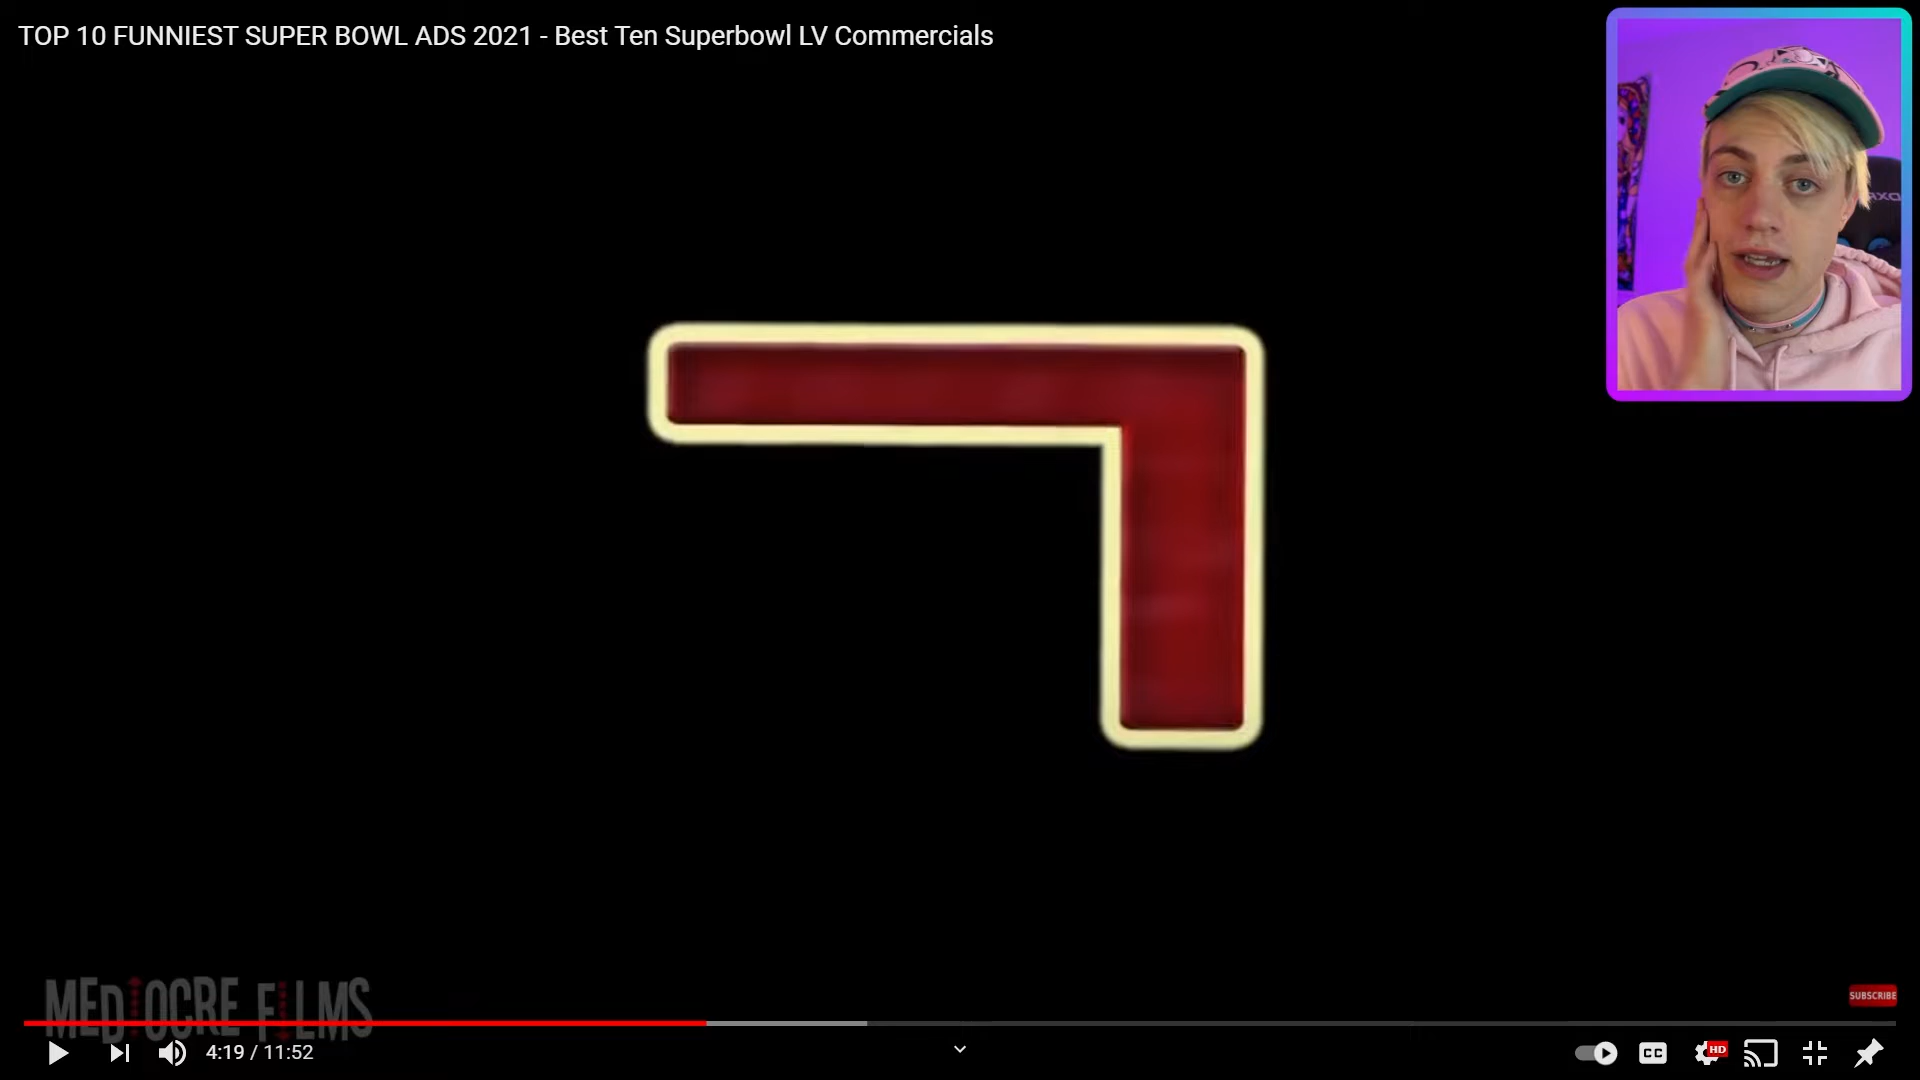 TOP 10 FUNNIEST SUPER BOWL ADS 2021 - Best Ten Superbowl LV Commercials
7
MEDIOCRE FILMS
SUBSCRIBE
4:19 / 11:52
CC
HD